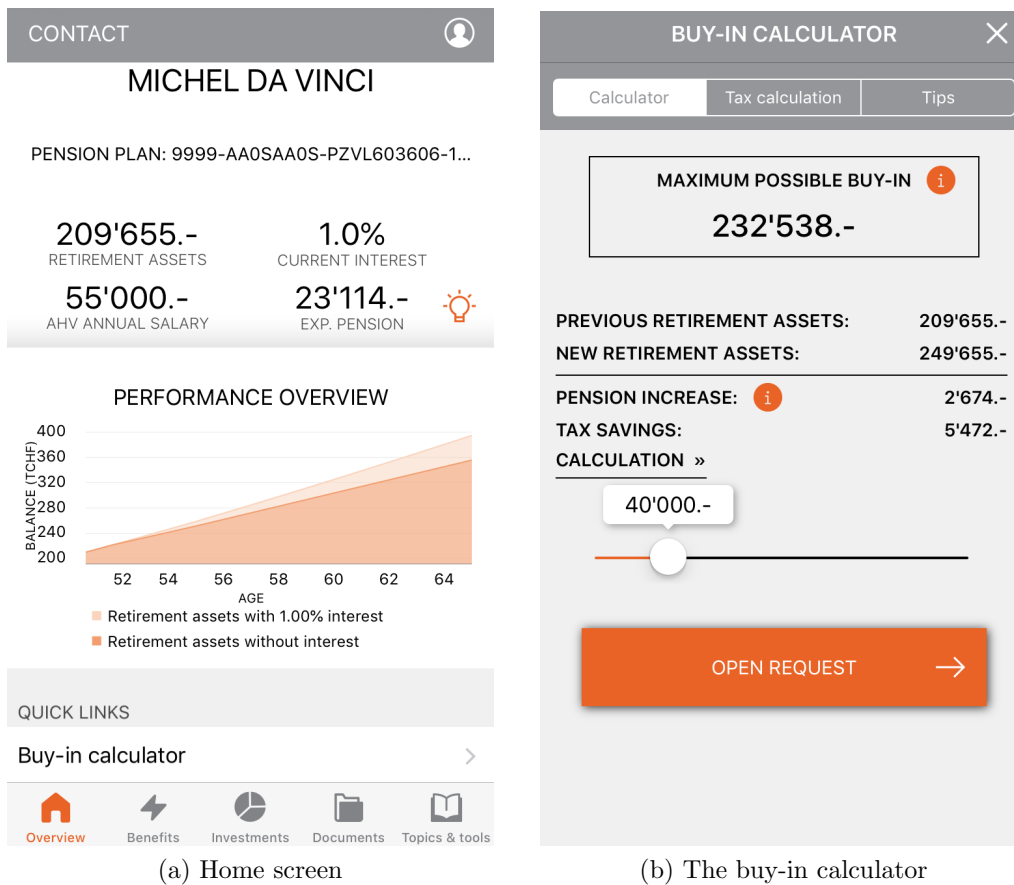 CONTACT
MICHEL DA VINCI
PENSION PLAN: 9999-AA0SAA0S-PZVL603606-1...
209'655.- 1.0%
RETIREMENT ASSETS CURRENT INTEREST
55'000.- 23'114.-
AHV ANNUAL SALARY EXP. PENSION
PERFORMANCE OVERVIEW
BALANCE (TCHF)
400
360
320
280
240
200
52 54 56 58 60 62 64
AGE
Retirement assets with 1.00% interest
Retirement assets without interest
QUICK LINKS
Buy-in calculator
Overview Benefits Investments Documents Topics & tools
(a) Home screen
BUY-IN CALCULATOR
Calculator Tax calculation Tips
MAXIMUM POSSIBLE BUY-IN i
232'538.-
PREVIOUS RETIREMENT ASSETS: 209'655.-
NEW RETIREMENT ASSETS: 249'655.-
PENSION INCREASE: i 2'674.-
TAX SAVINGS: 5'472.-
CALCULATION »
40'000.-
OPEN REQUEST
(b) The buy-in calculator